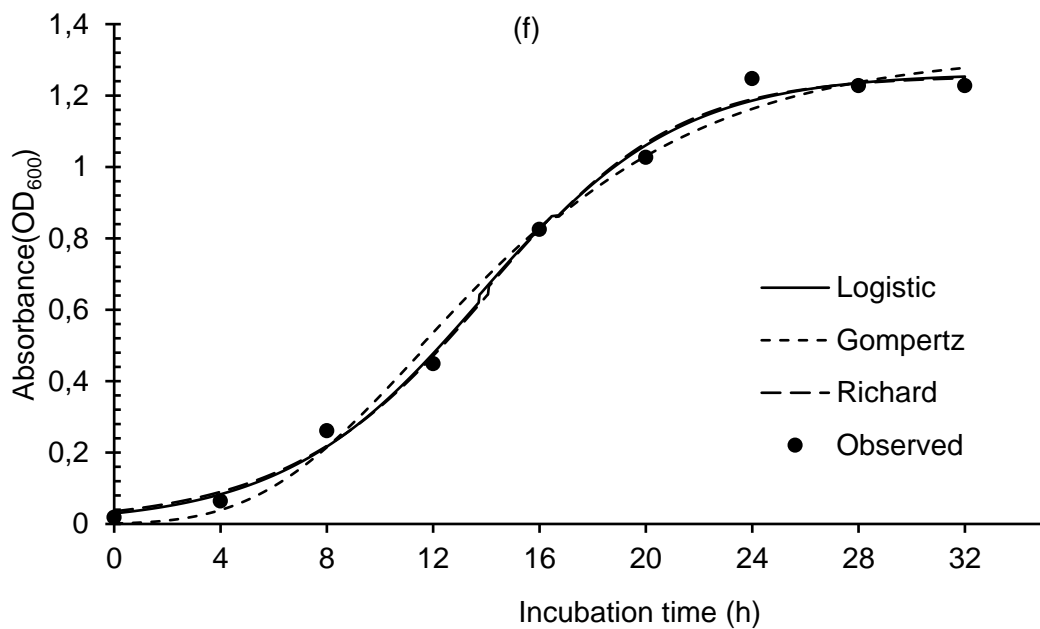 (f)
1,4
1,2
1
0,8
0,6
0,4
0,2
0
Absorbance(OD600)
0 4 8 12 16 20 24 28 32
Incubation time (h)
Logistic
Gompertz
Richard
Observed